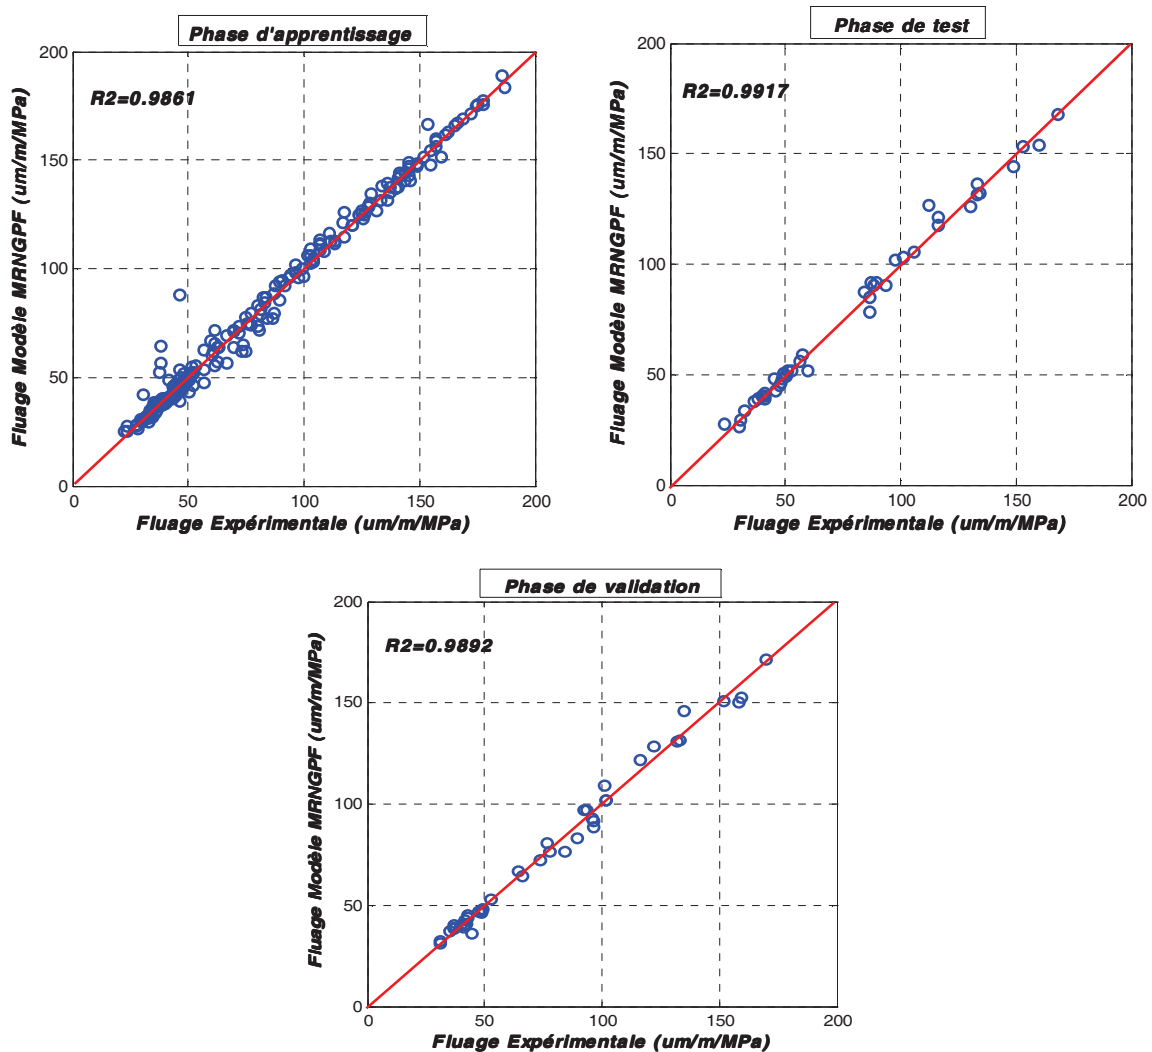 Phase d'apprentissage
R2=0.9861
Fluage Modèle MRNGPF (um/m/MPa)
200
150
100
50
0
0 50 100 150 200
Fluage Expérimentale (um/m/MPa)
Phase de test
R2=0.9917
Fluage Modèle MRNGPF (um/m/MPa)
200
150
100
50
0
0 50 100 150 200
Fluage Expérimentale (um/m/MPa)
Phase de validation
R2=0.9892
Fluage Modèle MRNGPF (um/m/MPa)
200
150
100
50
0
0 50 100 150 200
Fluage Expérimentale (um/m/MPa)